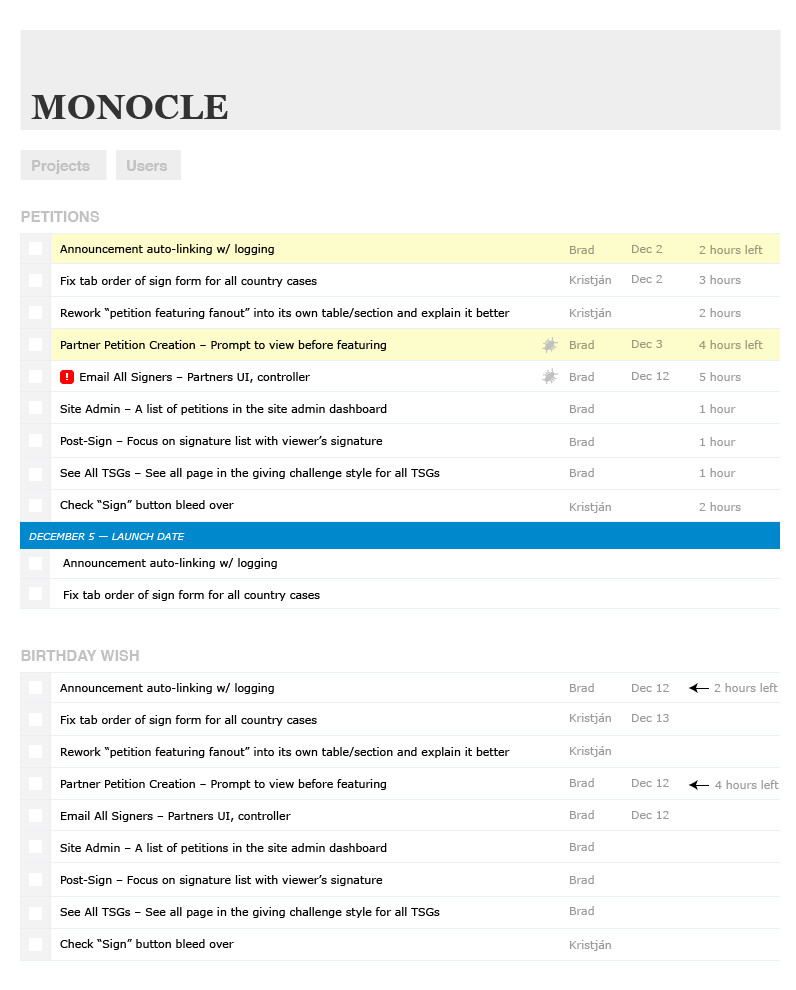 MONOCLE
Projects Users
PETITIONS
Announcement auto-linking w/ logging Brad Dec 2 2 hours left
Fix tab order of sign form for all country cases Kristján Dec 2 3 hours
Rework “petition featuring fanout” into its own table/section and explain it better Kristján 2 hours
Partner Petition Creation – Prompt to view before featuring Brad Dec 3 4 hours left
! Email All Signers – Partners UI, controller Brad Dec 12 5 hours
Site Admin – A list of petitions in the site admin dashboard Brad 1 hour
Post-Sign – Focus on signature list with viewer’s signature Brad 1 hour
See All TSGs – See all page in the giving challenge style for all TSGs Brad 1 hour
Check “Sign” button bleed over Kristján 2 hours
DECEMBER 5 — LAUNCH DATE
Announcement auto-linking w/ logging
Fix tab order of sign form for all country cases
BIRTHDAY WISH
Announcement auto-linking w/ logging Brad Dec 12 2 hours left
Fix tab order of sign form for all country cases Kristján Dec 13
Rework “petition featuring fanout” into its own table/section and explain it better Kristján
Partner Petition Creation – Prompt to view before featuring Brad Dec 12 4 hours left
Email All Signers – Partners UI, controller Brad Dec 12
Site Admin – A list of petitions in the site admin dashboard Brad
Post-Sign – Focus on signature list with viewer’s signature Brad
See All TSGs – See all page in the giving challenge style for all TSGs Brad
Check “Sign” button bleed over Kristján